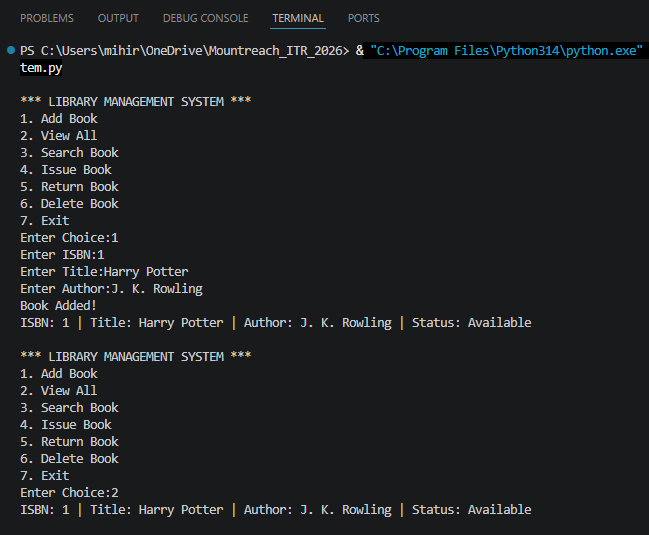 PROBLEMS OUTPUT DEBUG CONSOLE TERMINAL PORTS
PS C:\Users\mihir\OneDrive\Mountreach_ITR_2026> & "C:\Program Files\Python314\python.exe"
tem.py
*** LIBRARY MANAGEMENT SYSTEM ***
1. Add Book
2. View All
3. Search Book
4. Issue Book
5. Return Book
6. Delete Book
7. Exit
Enter Choice:1
Enter ISBN:1
Enter Title:Harry Potter
Enter Author:J. K. Rowling
Book Added!
ISBN: 1 | Title: Harry Potter | Author: J. K. Rowling | Status: Available
*** LIBRARY MANAGEMENT SYSTEM ***
1. Add Book
2. View All
3. Search Book
4. Issue Book
5. Return Book
6. Delete Book
7. Exit
Enter Choice:2
ISBN: 1 | Title: Harry Potter | Author: J. K. Rowling | Status: Available